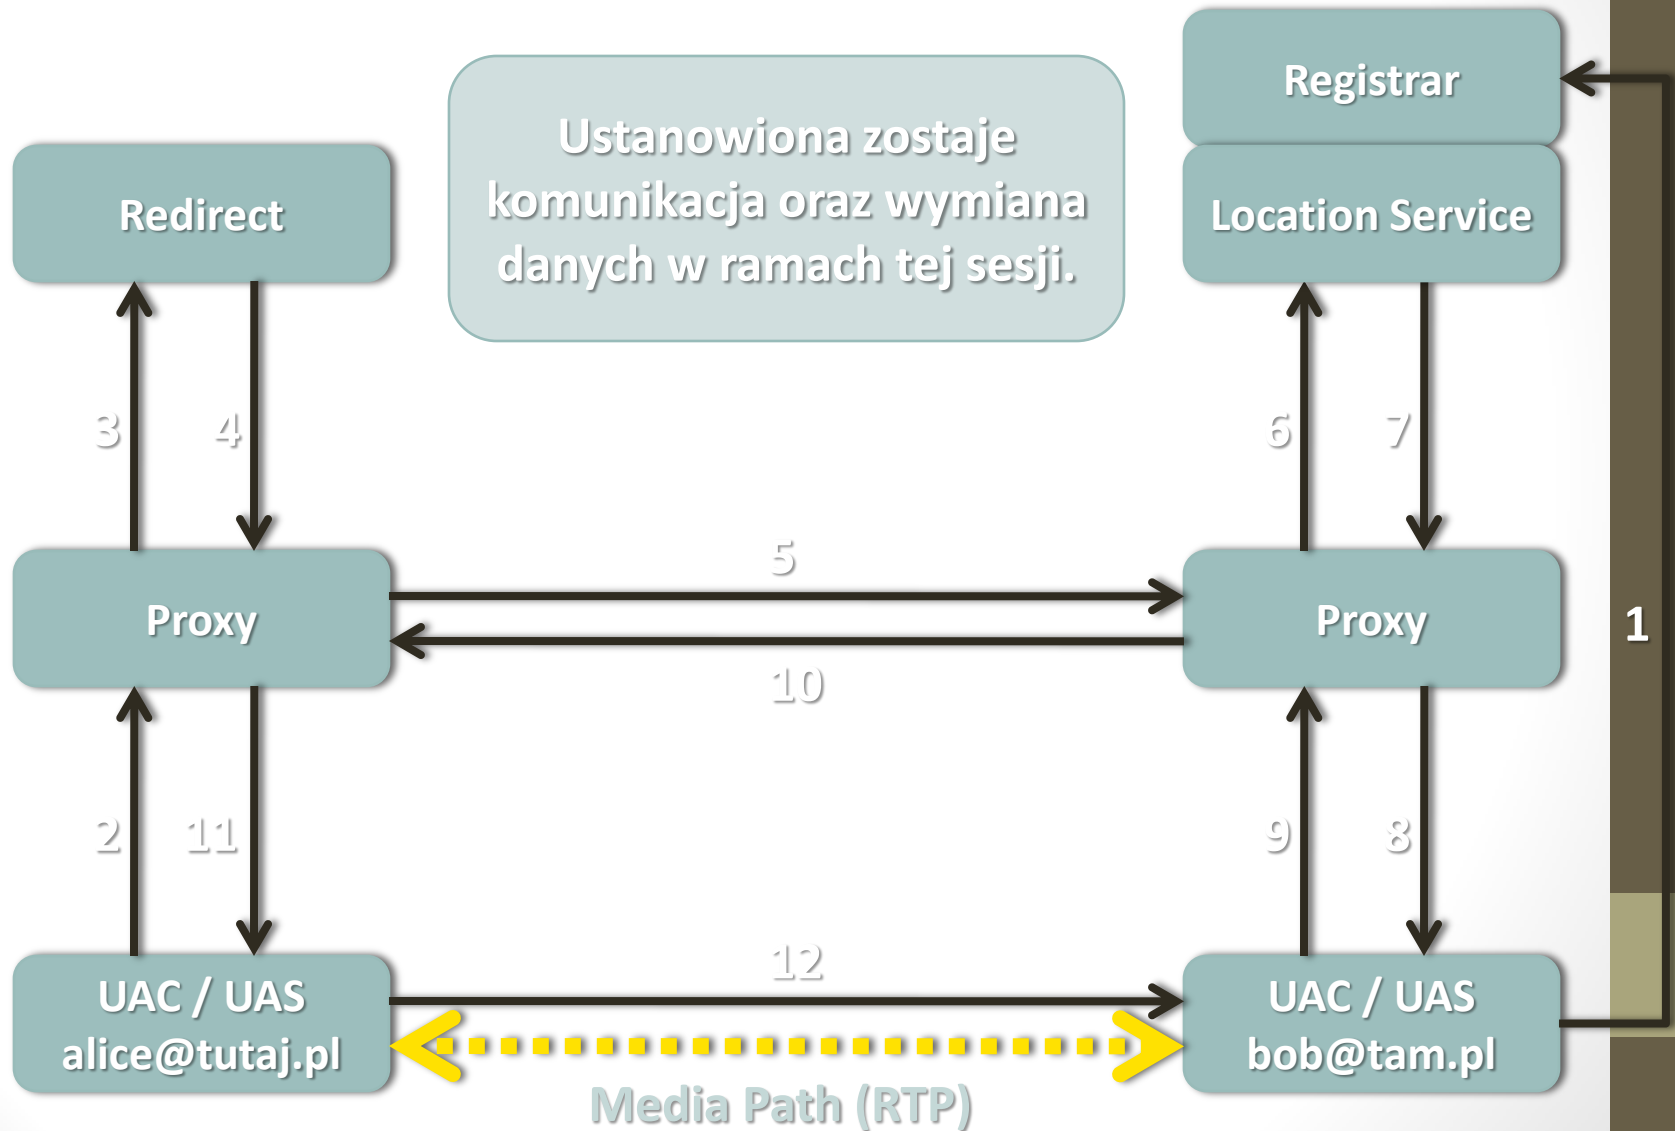 Registrar
Ustanowiona zostaje
komunikacja oraz wymiana
danych w ramach tej sesji.
Redirect
Location Service
3
4
6
7
5
Proxy
Proxy
1
10
2
11
9
8
12
UAC / UAS
alice@tutaj.pl
UAC / UAS
bob@tam.pl
Media Path (RTP)